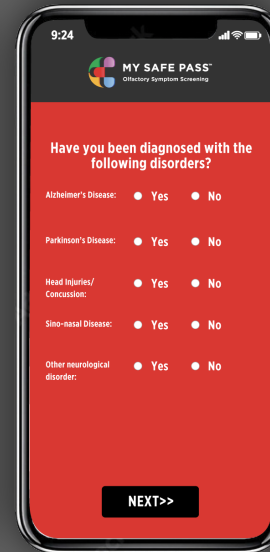 9:24
MY SAFE PASS™
Olfactory Symptom Screening
Have you been diagnosed with the
following disorders?
Alzheimer's Disease: Yes No
Parkinson's Disease: Yes No
Head Injuries/
Concussion: Yes No
Sino-nasal Disease: Yes No
Other neurological
disorder: Yes No
NEXT>>